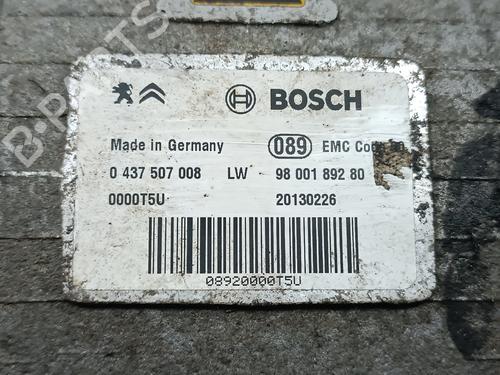 B-PARTS
BOSCH
Made in Germany 089 EMC Code
0 437 507 008 LW 98 001 892 80
0000T5U 20130226
08920000T5U